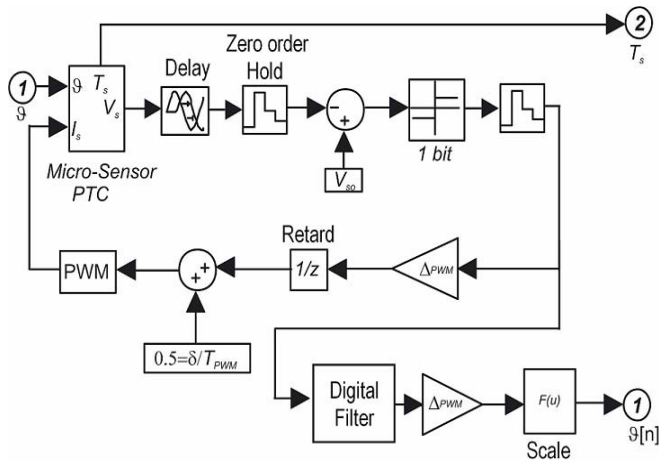 2
T_s
Zero order
Hold
Delay
1
ϑ
ϑ T_s
V_s
I_s
Micro-Sensor
PTC
−
+
V_so
1 bit
Retard
PWM
+
+
1/z
Δ_PWM
0.5=δ/T_PWM
Digital
Filter
Δ_PWM
F(u)
1
ϑ[n]
Scale